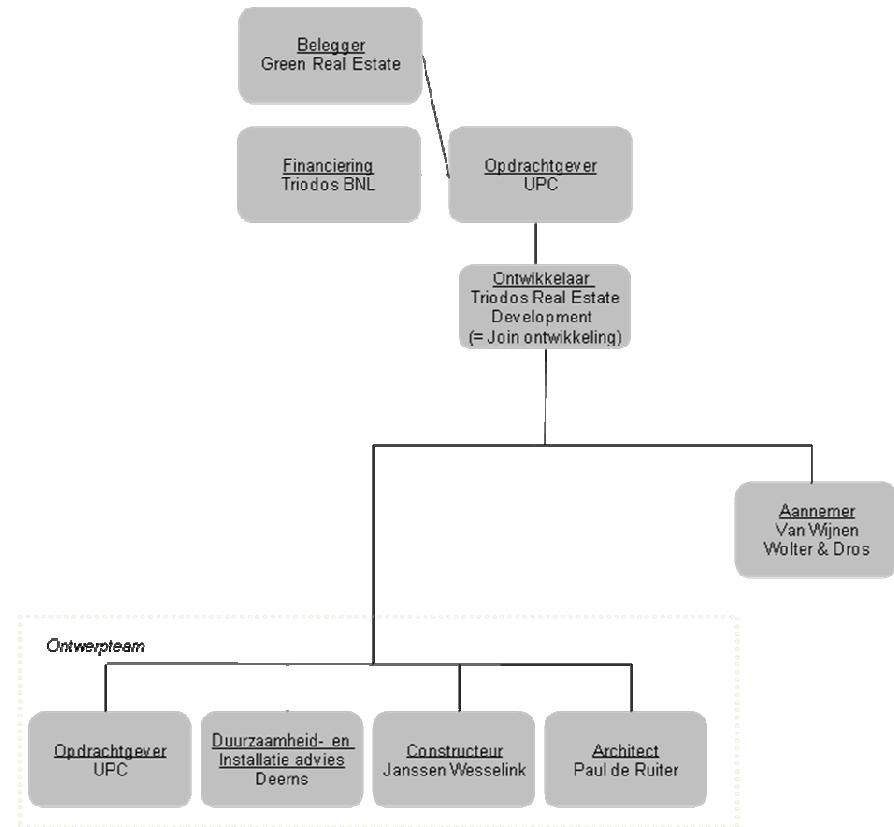 Belegger
Green Real Estate
Financiering
Triodos BNL
Opdrachtgever
UPC
Ontwikkelaar
Triodos Real Estate
Development
(= Join ontwikkeling)
Aannemer
Van Wijnen
Wolter & Dros
Ontwerpteam
Opdrachtgever
UPC
Duurzaamheid- en
Installatie advies
Deerns
Constructeur
Janssen Wesselink
Architect
Paul de Ruiter